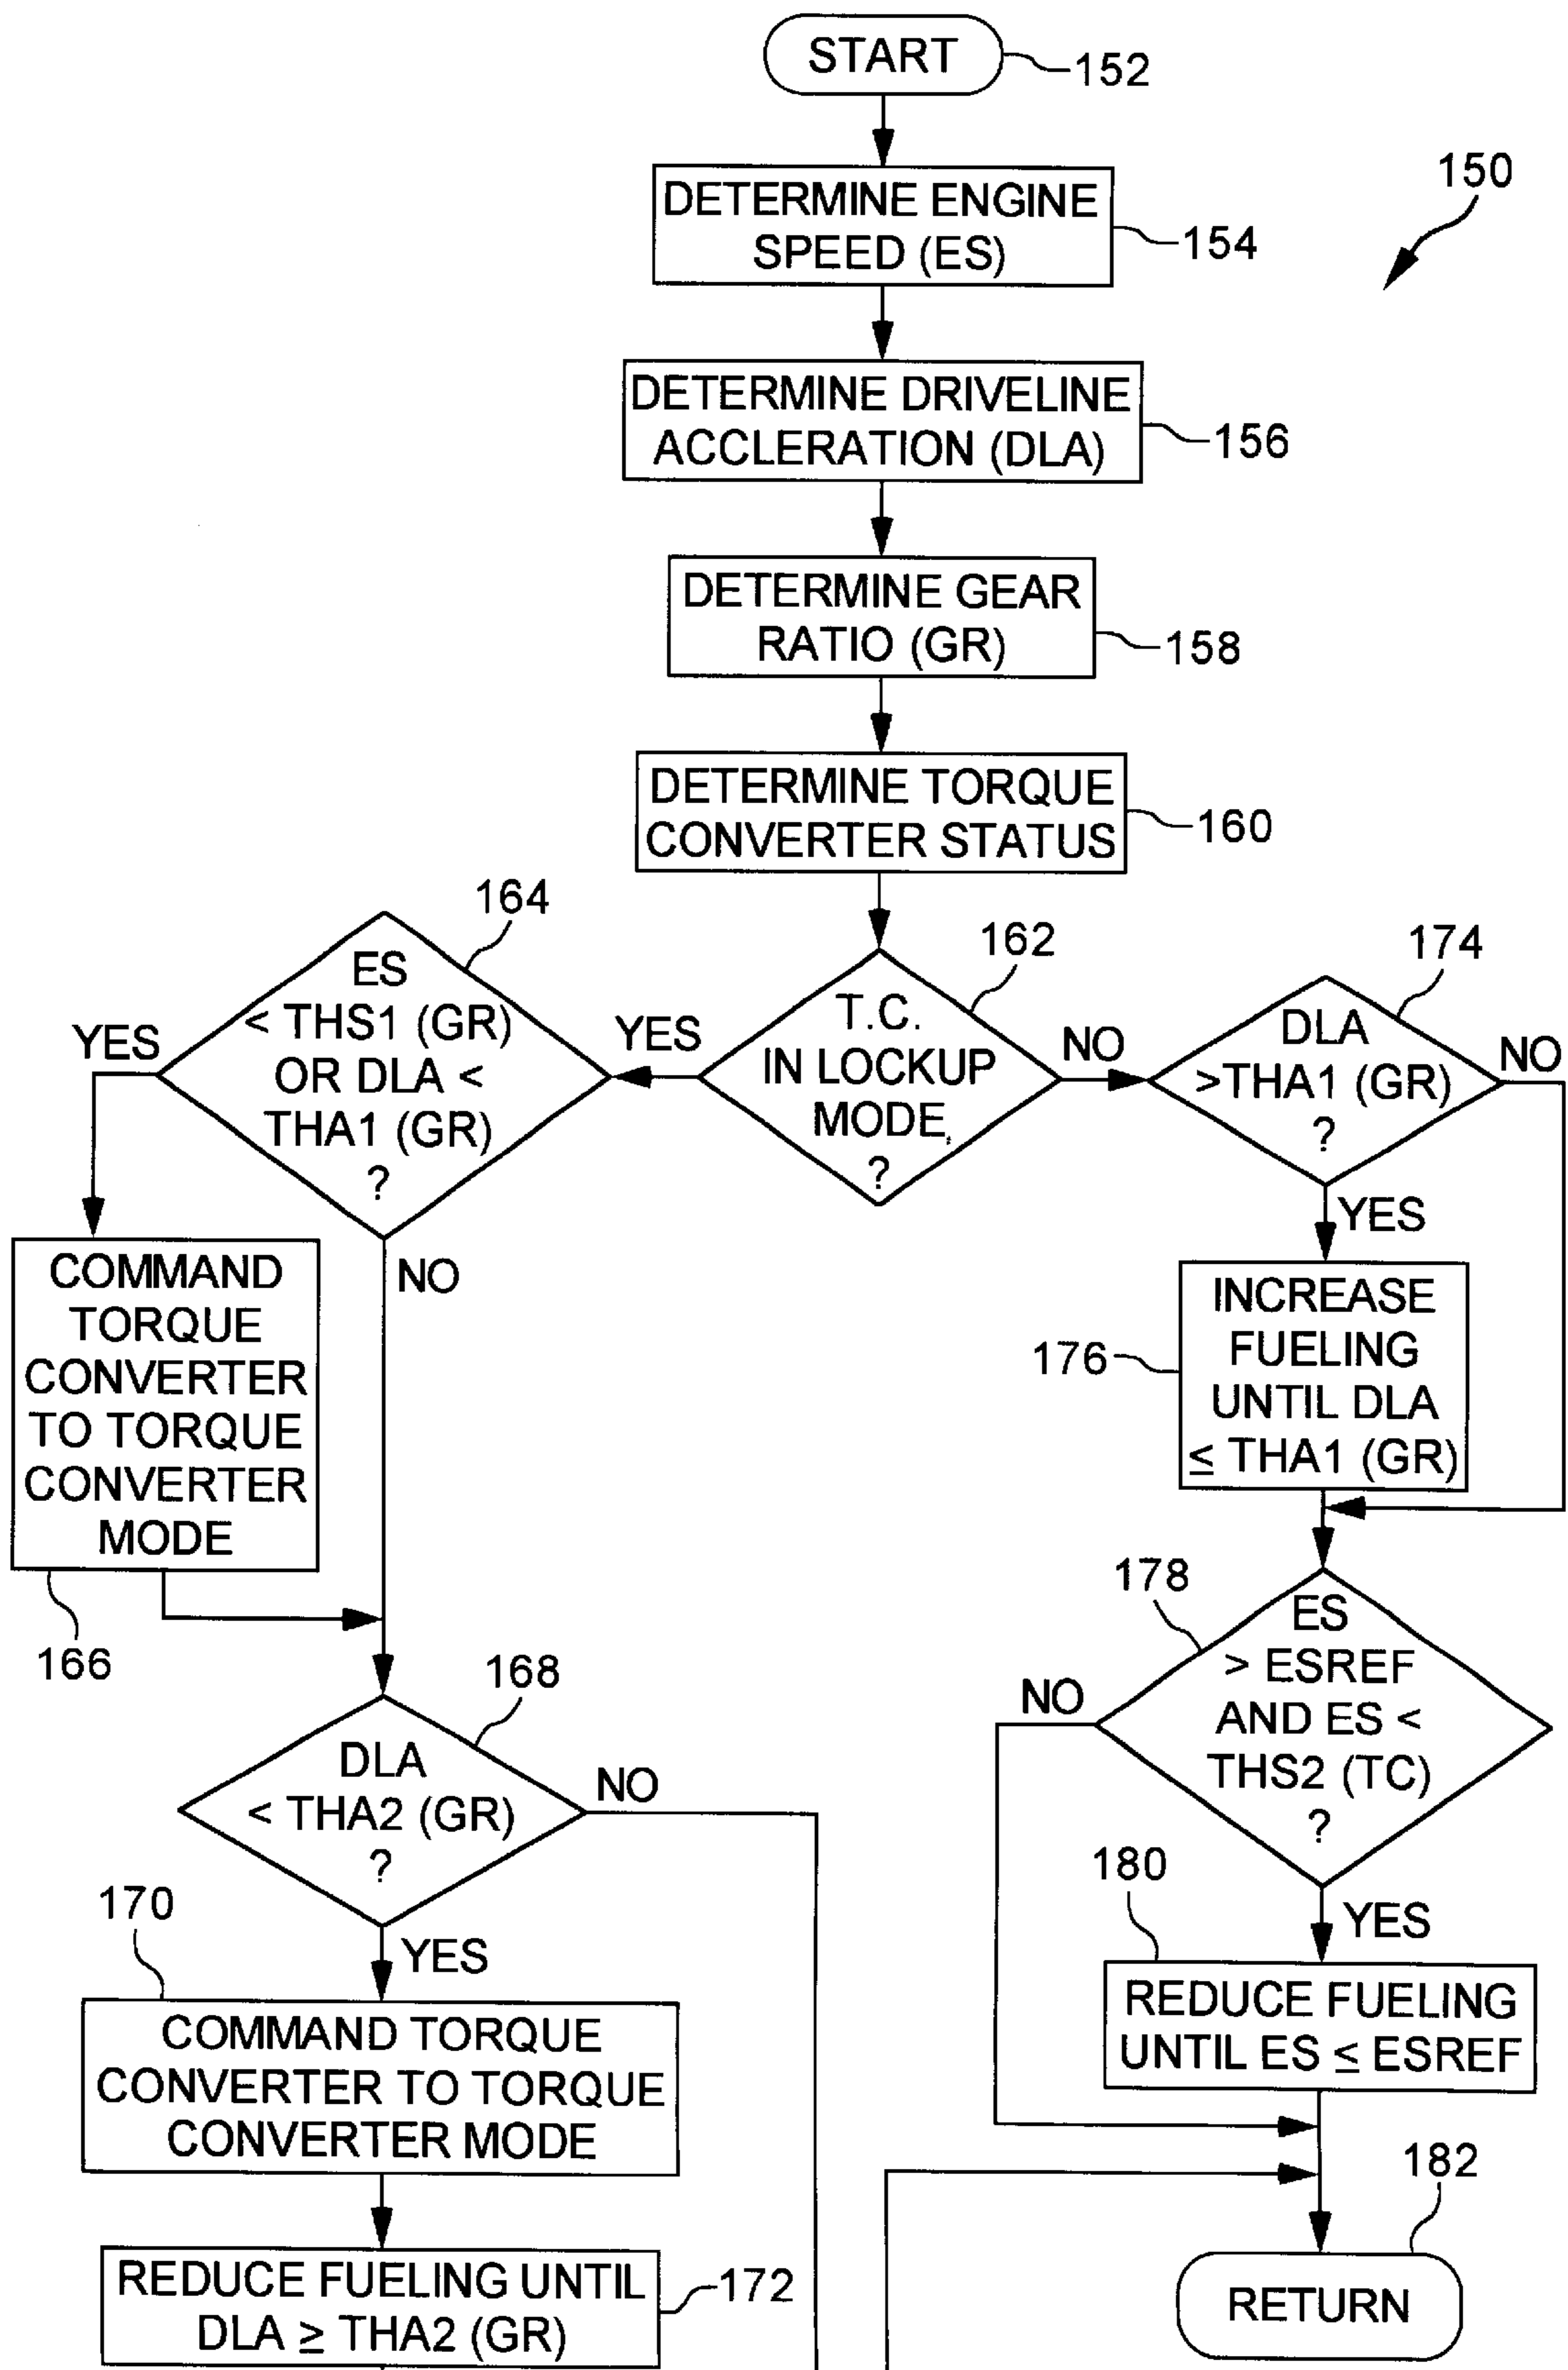 START
152
150
DETERMINE ENGINE
SPEED (ES)
154
DETERMINE DRIVELINE
ACCLERATION (DLA)
156
DETERMINE GEAR
RATIO (GR)
158
DETERMINE TORQUE
CONVERTER STATUS
160
162
T.C.
IN LOCKUP
MODE
?
YES
NO
164
ES
< THS1 (GR)
OR DLA <
THA1 (GR)
?
YES
NO
COMMAND
TORQUE
CONVERTER
TO TORQUE
CONVERTER
MODE
166
168
DLA
< THA2 (GR)
?
NO
YES
170
COMMAND TORQUE
CONVERTER TO TORQUE
CONVERTER MODE
REDUCE FUELING UNTIL
DLA ≥ THA2 (GR)
172
174
DLA
>THA1 (GR)
?
NO
YES
INCREASE
FUELING
UNTIL DLA
≤ THA1 (GR)
176
178
ES
> ESREF
AND ES <
THS2 (TC)
?
NO
YES
180
REDUCE FUELING
UNTIL ES ≤ ESREF
182
RETURN